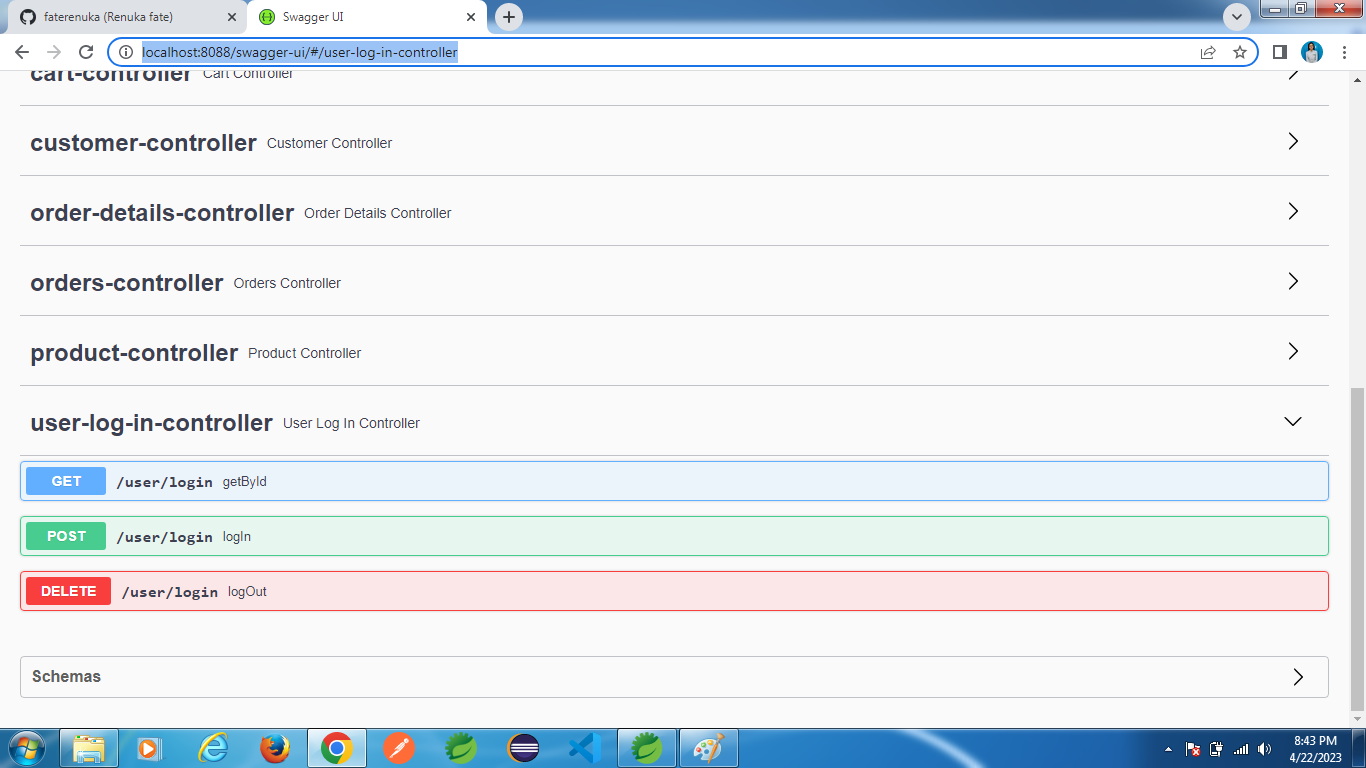 faterenuka (Renuka fate)
Swagger UI
localhost:8088/swagger-ui/#/user-log-in-controller
cart-controller Cart Controller
customer-controller Customer Controller
order-details-controller Order Details Controller
orders-controller Orders Controller
product-controller Product Controller
user-log-in-controller User Log In Controller
GET /user/login getById
POST /user/login logIn
DELETE /user/login logOut
Schemas
8:43 PM
4/22/2023